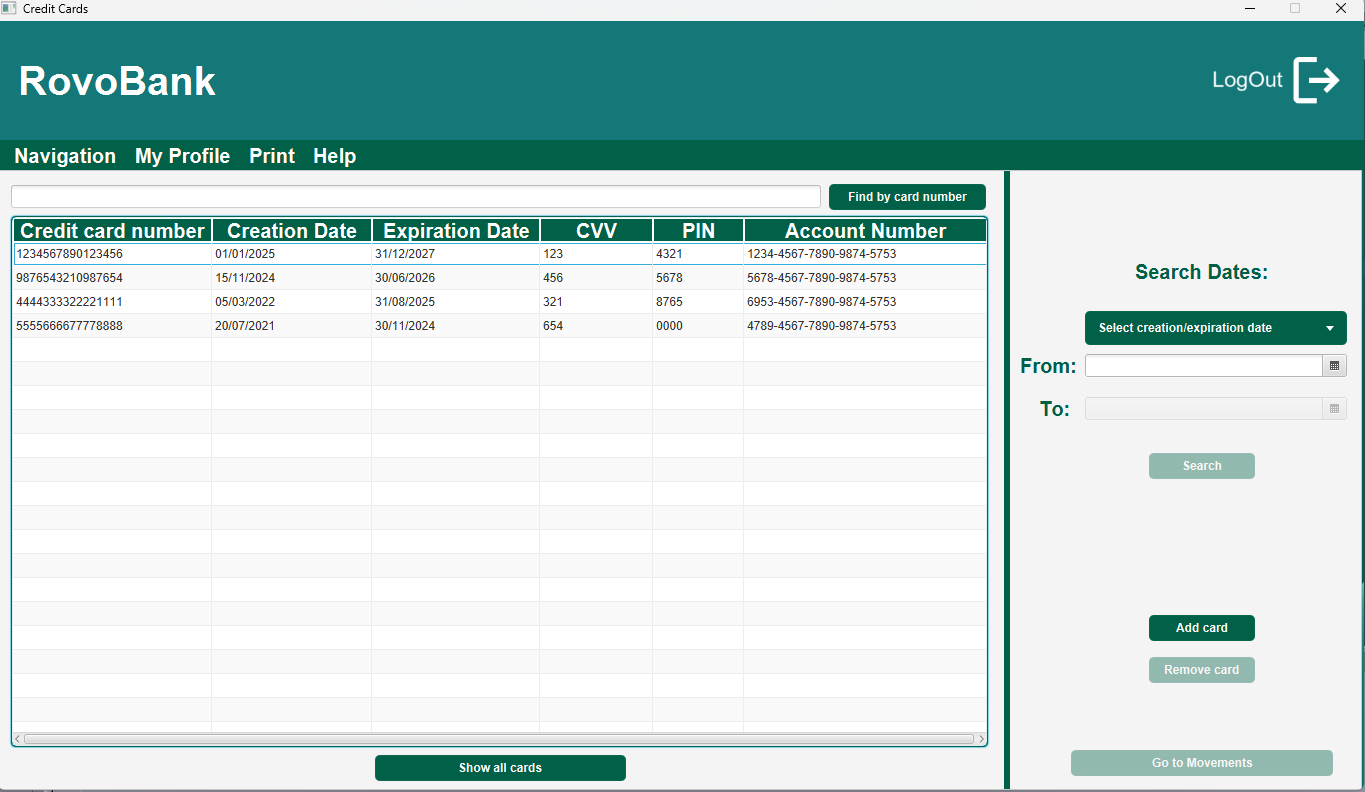 Credit Cards
RovoBank
LogOut
Navigation My Profile Print Help
Find by card number
Credit card number Creation Date Expiration Date CVV PIN Account Number
1234567890123456 01/01/2025 31/12/2027 123 4321 1234-4567-7890-9874-5753
9876543210987654 15/11/2024 30/06/2026 456 5678 5678-4567-7890-9874-5753
4444333322221111 05/03/2022 31/08/2025 321 8765 6953-4567-7890-9874-5753
5555666677778888 20/07/2021 30/11/2024 654 0000 4789-4567-7890-9874-5753
Show all cards
Search Dates:
Select creation/expiration date
From:
To:
Search
Add card
Remove card
Go to Movements